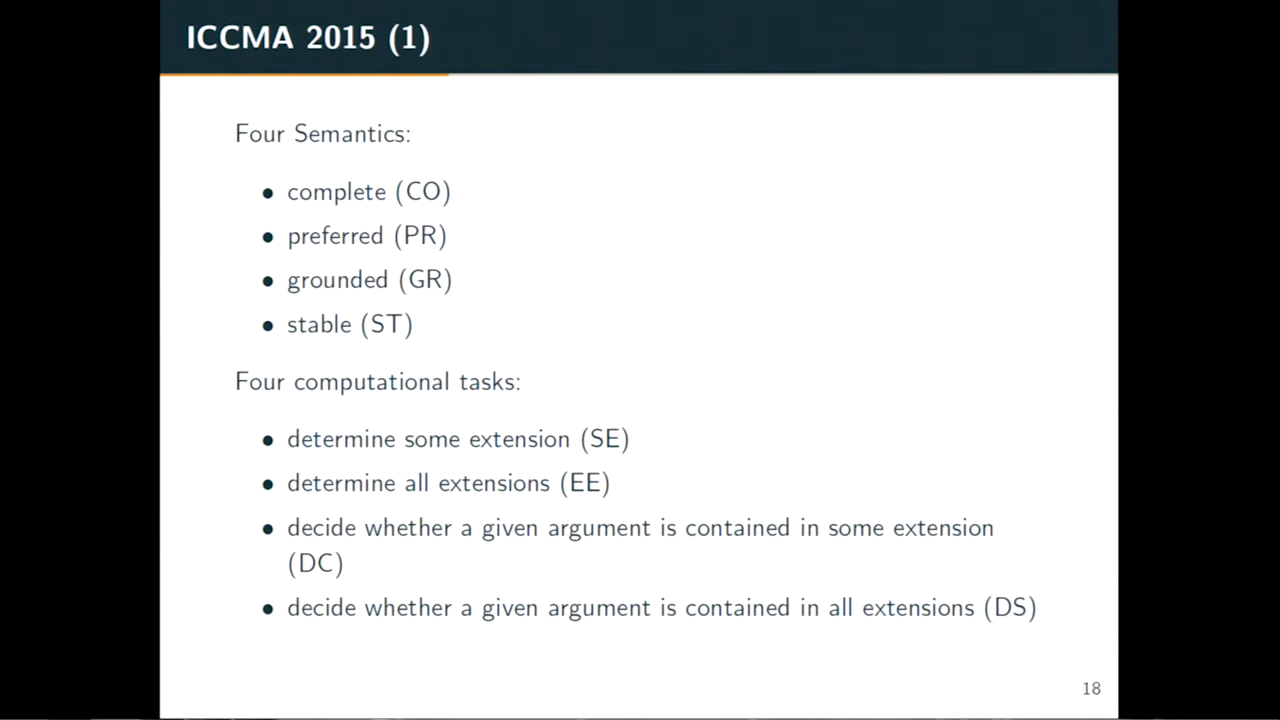 ICCMA 2015 (1)
Four Semantics:
• complete (CO)
• preferred (PR)
• grounded (GR)
• stable (ST)
Four computational tasks:
• determine some extension (SE)
• determine all extensions (EE)
• decide whether a given argument is contained in some extension
(DC)
• decide whether a given argument is contained in all extensions (DS)
18